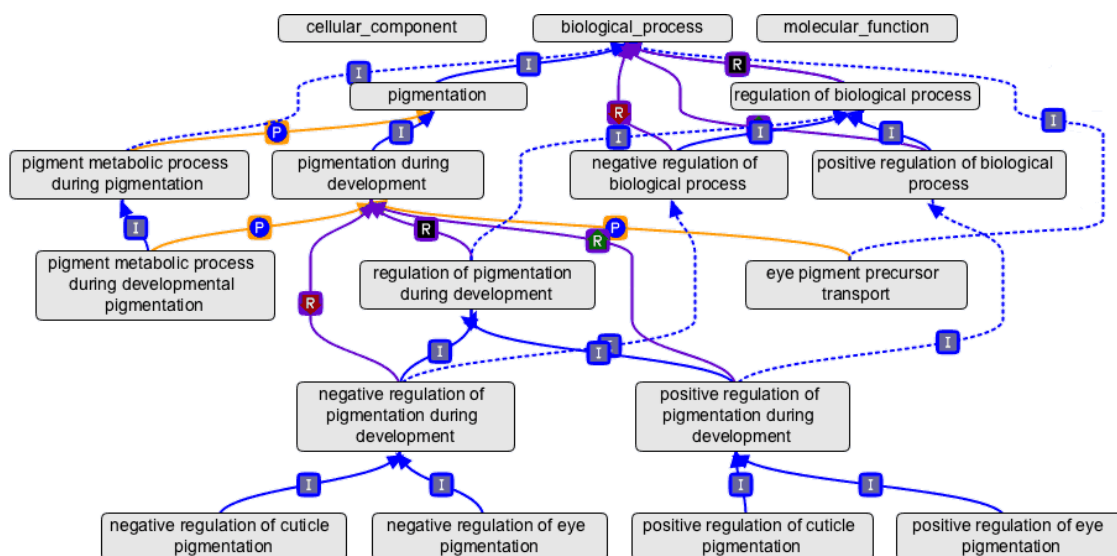 cellular_component
biological_process
molecular_function
I
I
R
pigmentation
regulation of biological process
P
I
R
I
I
I
I
pigment metabolic process
during pigmentation
pigmentation during
development
negative regulation of
biological process
positive regulation of biological
process
I
P
R
R
P
pigment metabolic process
during developmental
pigmentation
regulation of pigmentation
during development
eye pigment precursor
transport
R
I
I
I
negative regulation of
pigmentation during
development
positive regulation of
pigmentation during
development
I
I
I
I
negative regulation of cuticle
pigmentation
negative regulation of eye
pigmentation
positive regulation of cuticle
pigmentation
positive regulation of eye
pigmentation